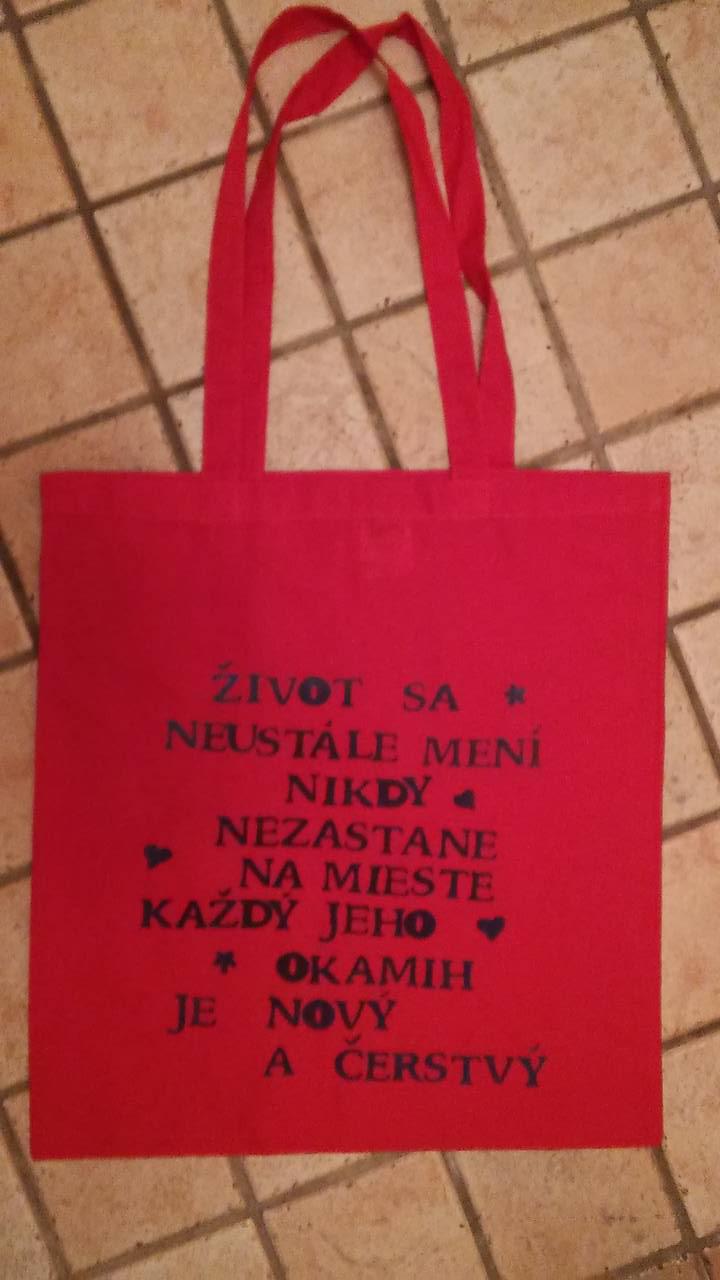 ŽIVOT SA
NEUSTÁLE MENÍ
NIKDY
NEZASTANE
NA MIESTE
KAŽDÝ JEHO
OKAMIH
JE NOVÝ
A ČERSTVÝ